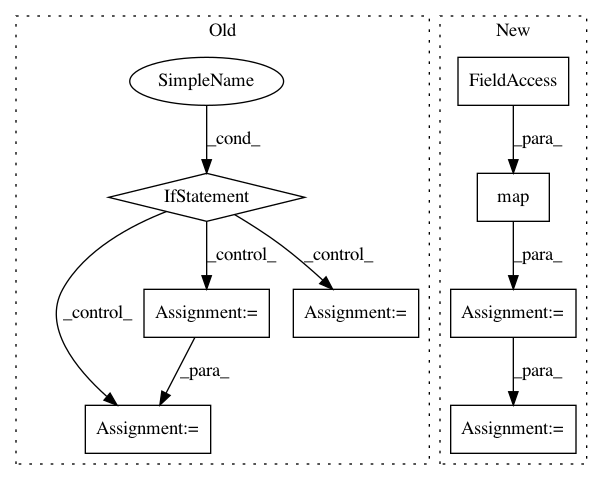 Old
New
SimpleName
FieldAccess
_cond_
_para_
IfStatement
map
_control_
_control_
_control_
_para_
Assignment:=
Assignment:=
Assignment:=
_para_
_para_
Assignment:=
Assignment:=